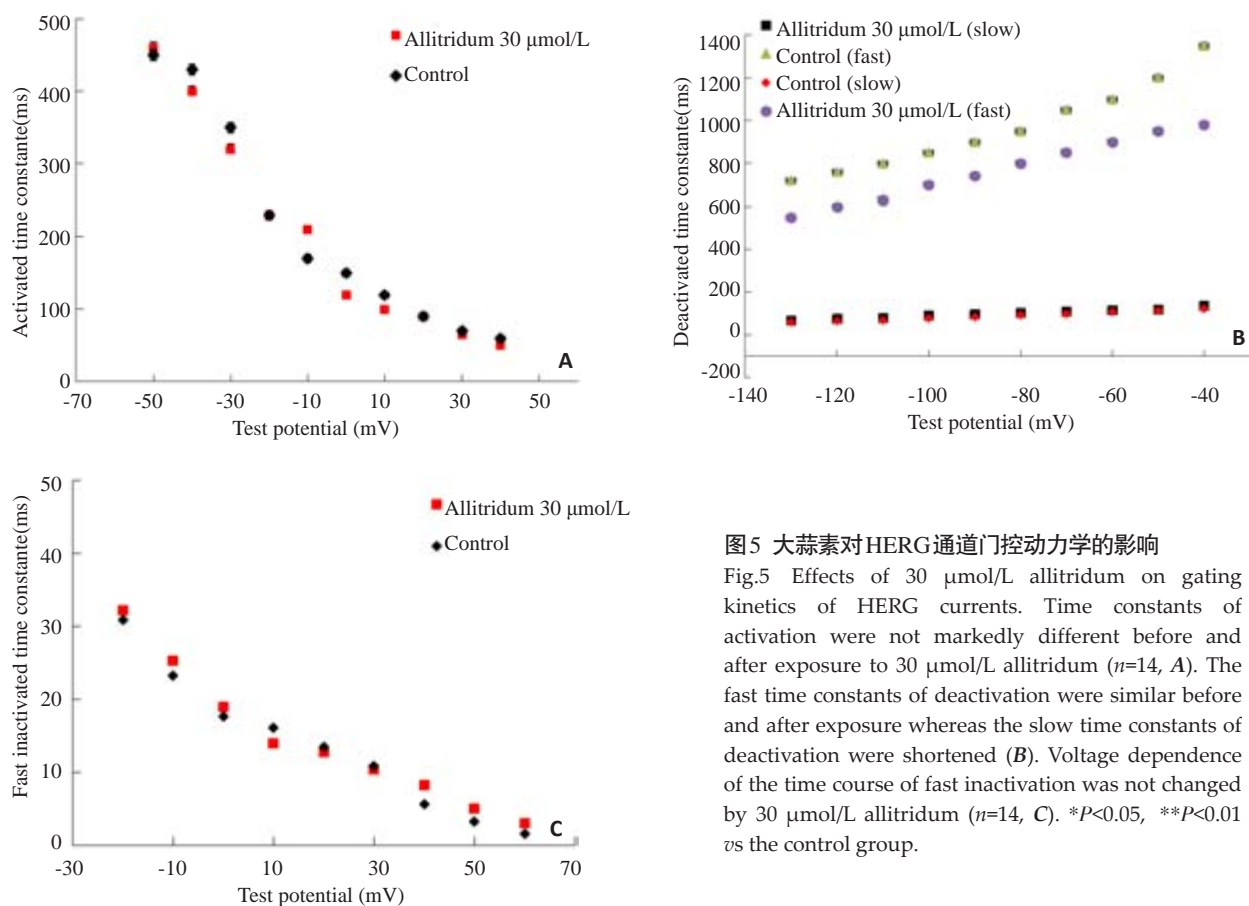 500
400
300
200
100
0
Activated time constante(ms)
-70 -50 -30 -10 10 30 50
Test potential (mV)
Allitridum 30 μmol/L
Control
A
1400
1200
1000
800
600
400
200
0
-200
Deactivated time constante(ms)
-140 -120 -100 -80 -60 -40
Test potential (mV)
Allitridum 30 μmol/L (slow)
Control (fast)
Control (slow)
Allitridum 30 μmol/L (fast)
B
50
40
30
20
10
0
Fast inactivated time constante(ms)
-30 -10 10 30 50 70
Test potential (mV)
Allitridum 30 μmol/L
Control
C
图5 大蒜素对HERG通道门控动力学的影响
Fig.5 Effects of 30 μmol/L allitridum on gating
kinetics of HERG currents. Time constants of
activation were not markedly different before and
after exposure to 30 μmol/L allitridum (n=14, A). The
fast time constants of deactivation were similar before
and after exposure whereas the slow time constants of
deactivation were shortened (B). Voltage dependence
of the time course of fast inactivation was not changed
by 30 μmol/L allitridum (n=14, C). *P<0.05, **P<0.01
vs the control group.